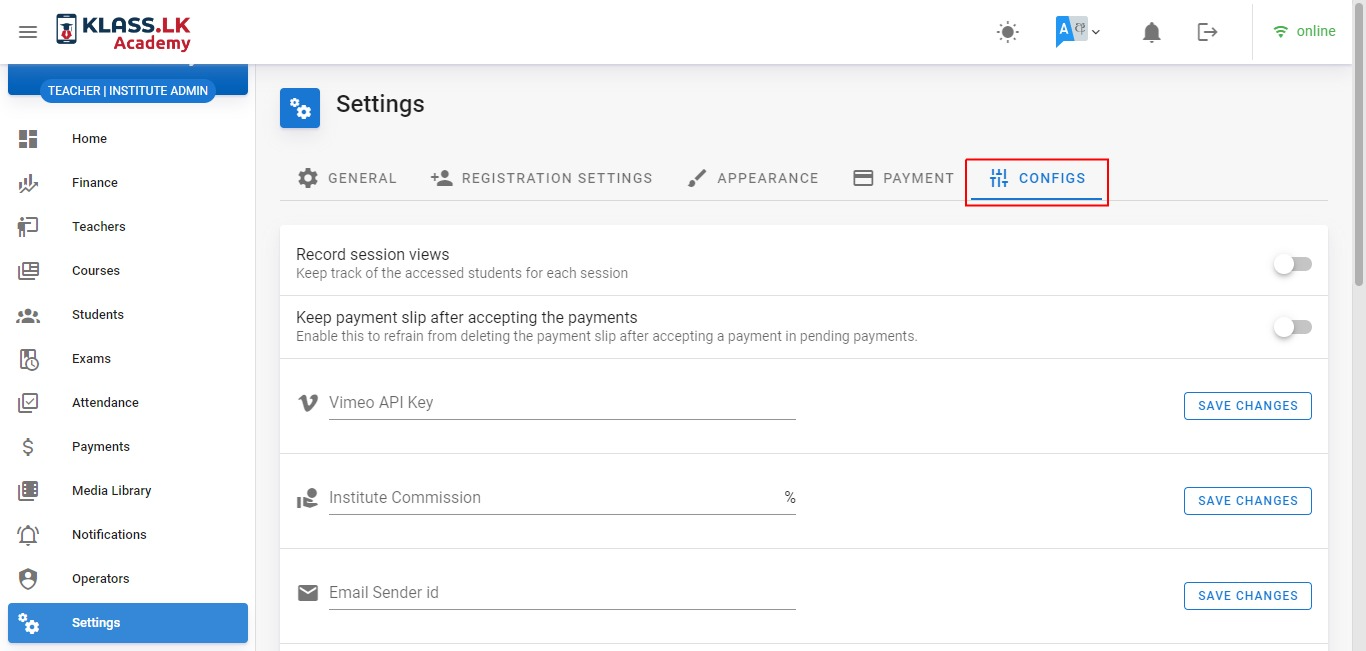 KLASS.LK
Academy
online
TEACHER | INSTITUTE ADMIN
Home
Finance
Teachers
Courses
Students
Exams
Attendance
Payments
Media Library
Notifications
Operators
Settings
Settings
GENERAL
REGISTRATION SETTINGS
APPEARANCE
PAYMENT
CONFIGS
Record session views
Keep track of the accessed students for each session
Keep payment slip after accepting the payments
Enable this to refrain from deleting the payment slip after accepting a payment in pending payments.
Vimeo API Key
SAVE CHANGES
Institute Commission %
SAVE CHANGES
Email Sender id
SAVE CHANGES